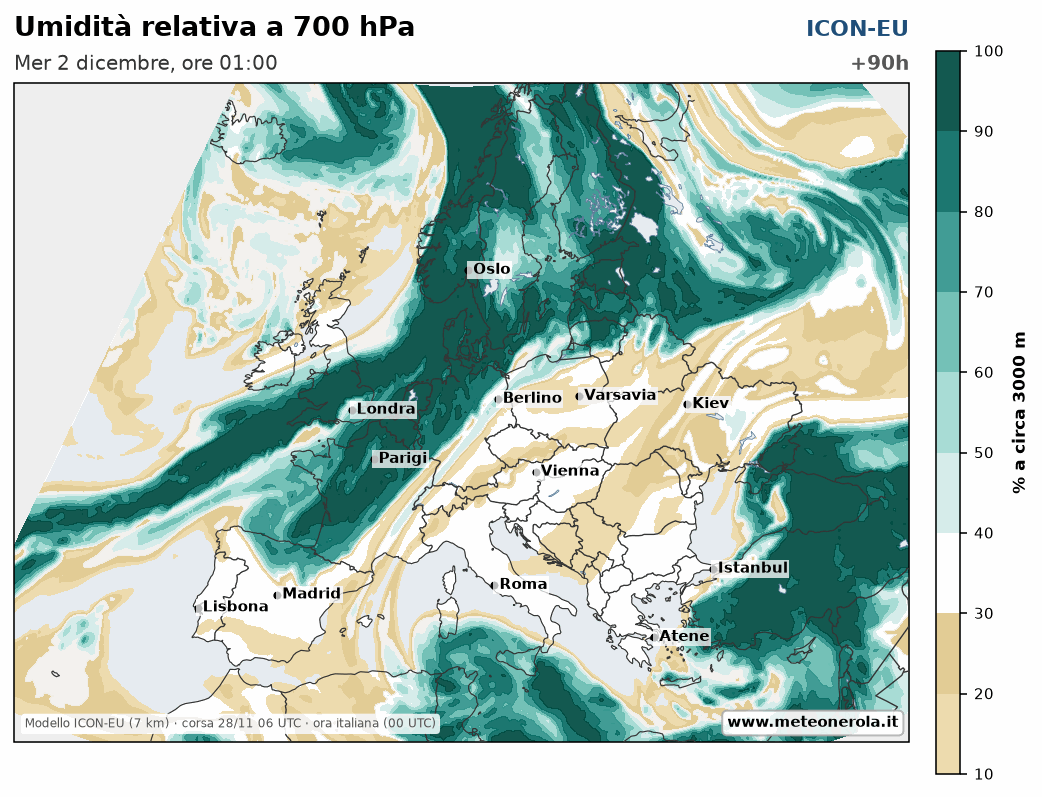 Umidità relativa a 700 hPa
ICON-EU
Mer 2 dicembre, ore 01:00
+90h
100
90
80
70
60
50
40
30
20
10
% a circa 3000 m
Oslo
Londra
Berlino
Varsavia
Kiev
Parigi
Vienna
Istanbul
Roma
Madrid
Lisbona
Atene
Modello ICON-EU (7 km) · corsa 28/11 06 UTC · ora italiana (00 UTC)
www.meteonerola.it